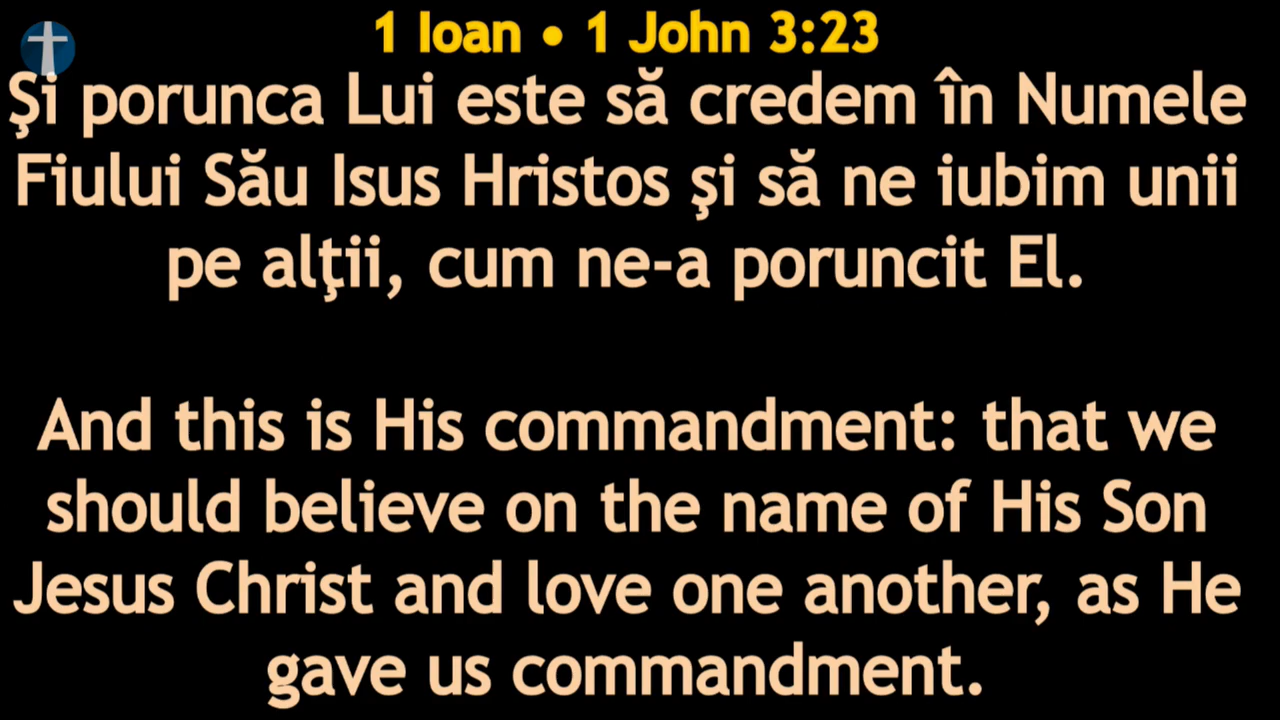 1 Ioan • 1 John 3:23
Şi porunca Lui este să credem în Numele
Fiului Său Isus Hristos şi să ne iubim unii
pe alţii, cum ne-a poruncit El.
And this is His commandment: that we
should believe on the name of His Son
Jesus Christ and love one another, as He
gave us commandment.